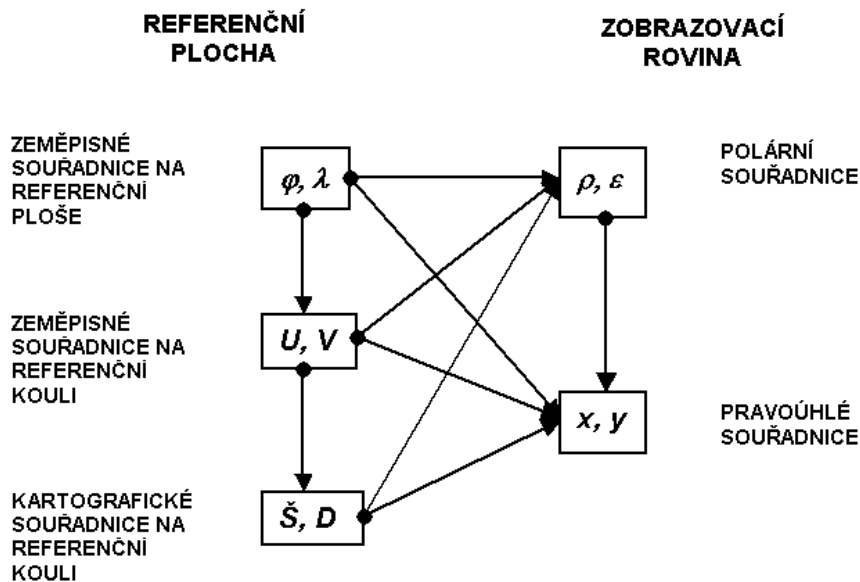 REFERENČNÍ
PLOCHA
ZOBRAZOVACÍ
ROVINA
ZEMĚPISNÉ
SOUŘADNICE NA
REFERENČNÍ
PLOŠE
φ, λ
ρ, ε
POLÁRNÍ
SOUŘADNICE
ZEMĚPISNÉ
SOUŘADNICE NA
REFERENČNÍ
KOULI
U, V
x, y
PRAVOÚHLÉ
SOUŘADNICE
KARTOGRAFICKÉ
SOUŘADNICE NA
REFERENČNÍ
KOULI
Š, D